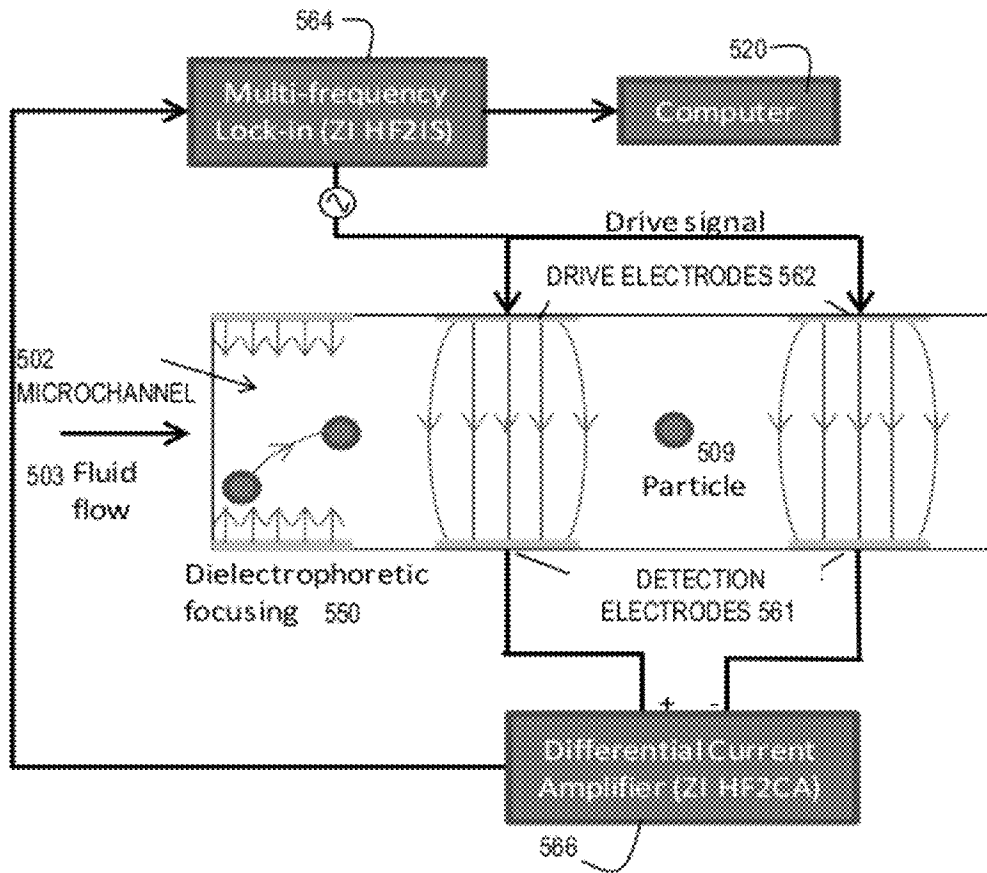 564
520
Multi-frequency
Lock-in (ZI HF2IS)
Computer
Drive signal
DRIVE ELECTRODES 562
502
MICROCHANNEL
503 Fluid
flow
509
Particle
Dielectrophoretic
focusing 550
DETECTION
ELECTRODES 561
+ -
Differential Current
Amplifier (ZI HF2CA)
566